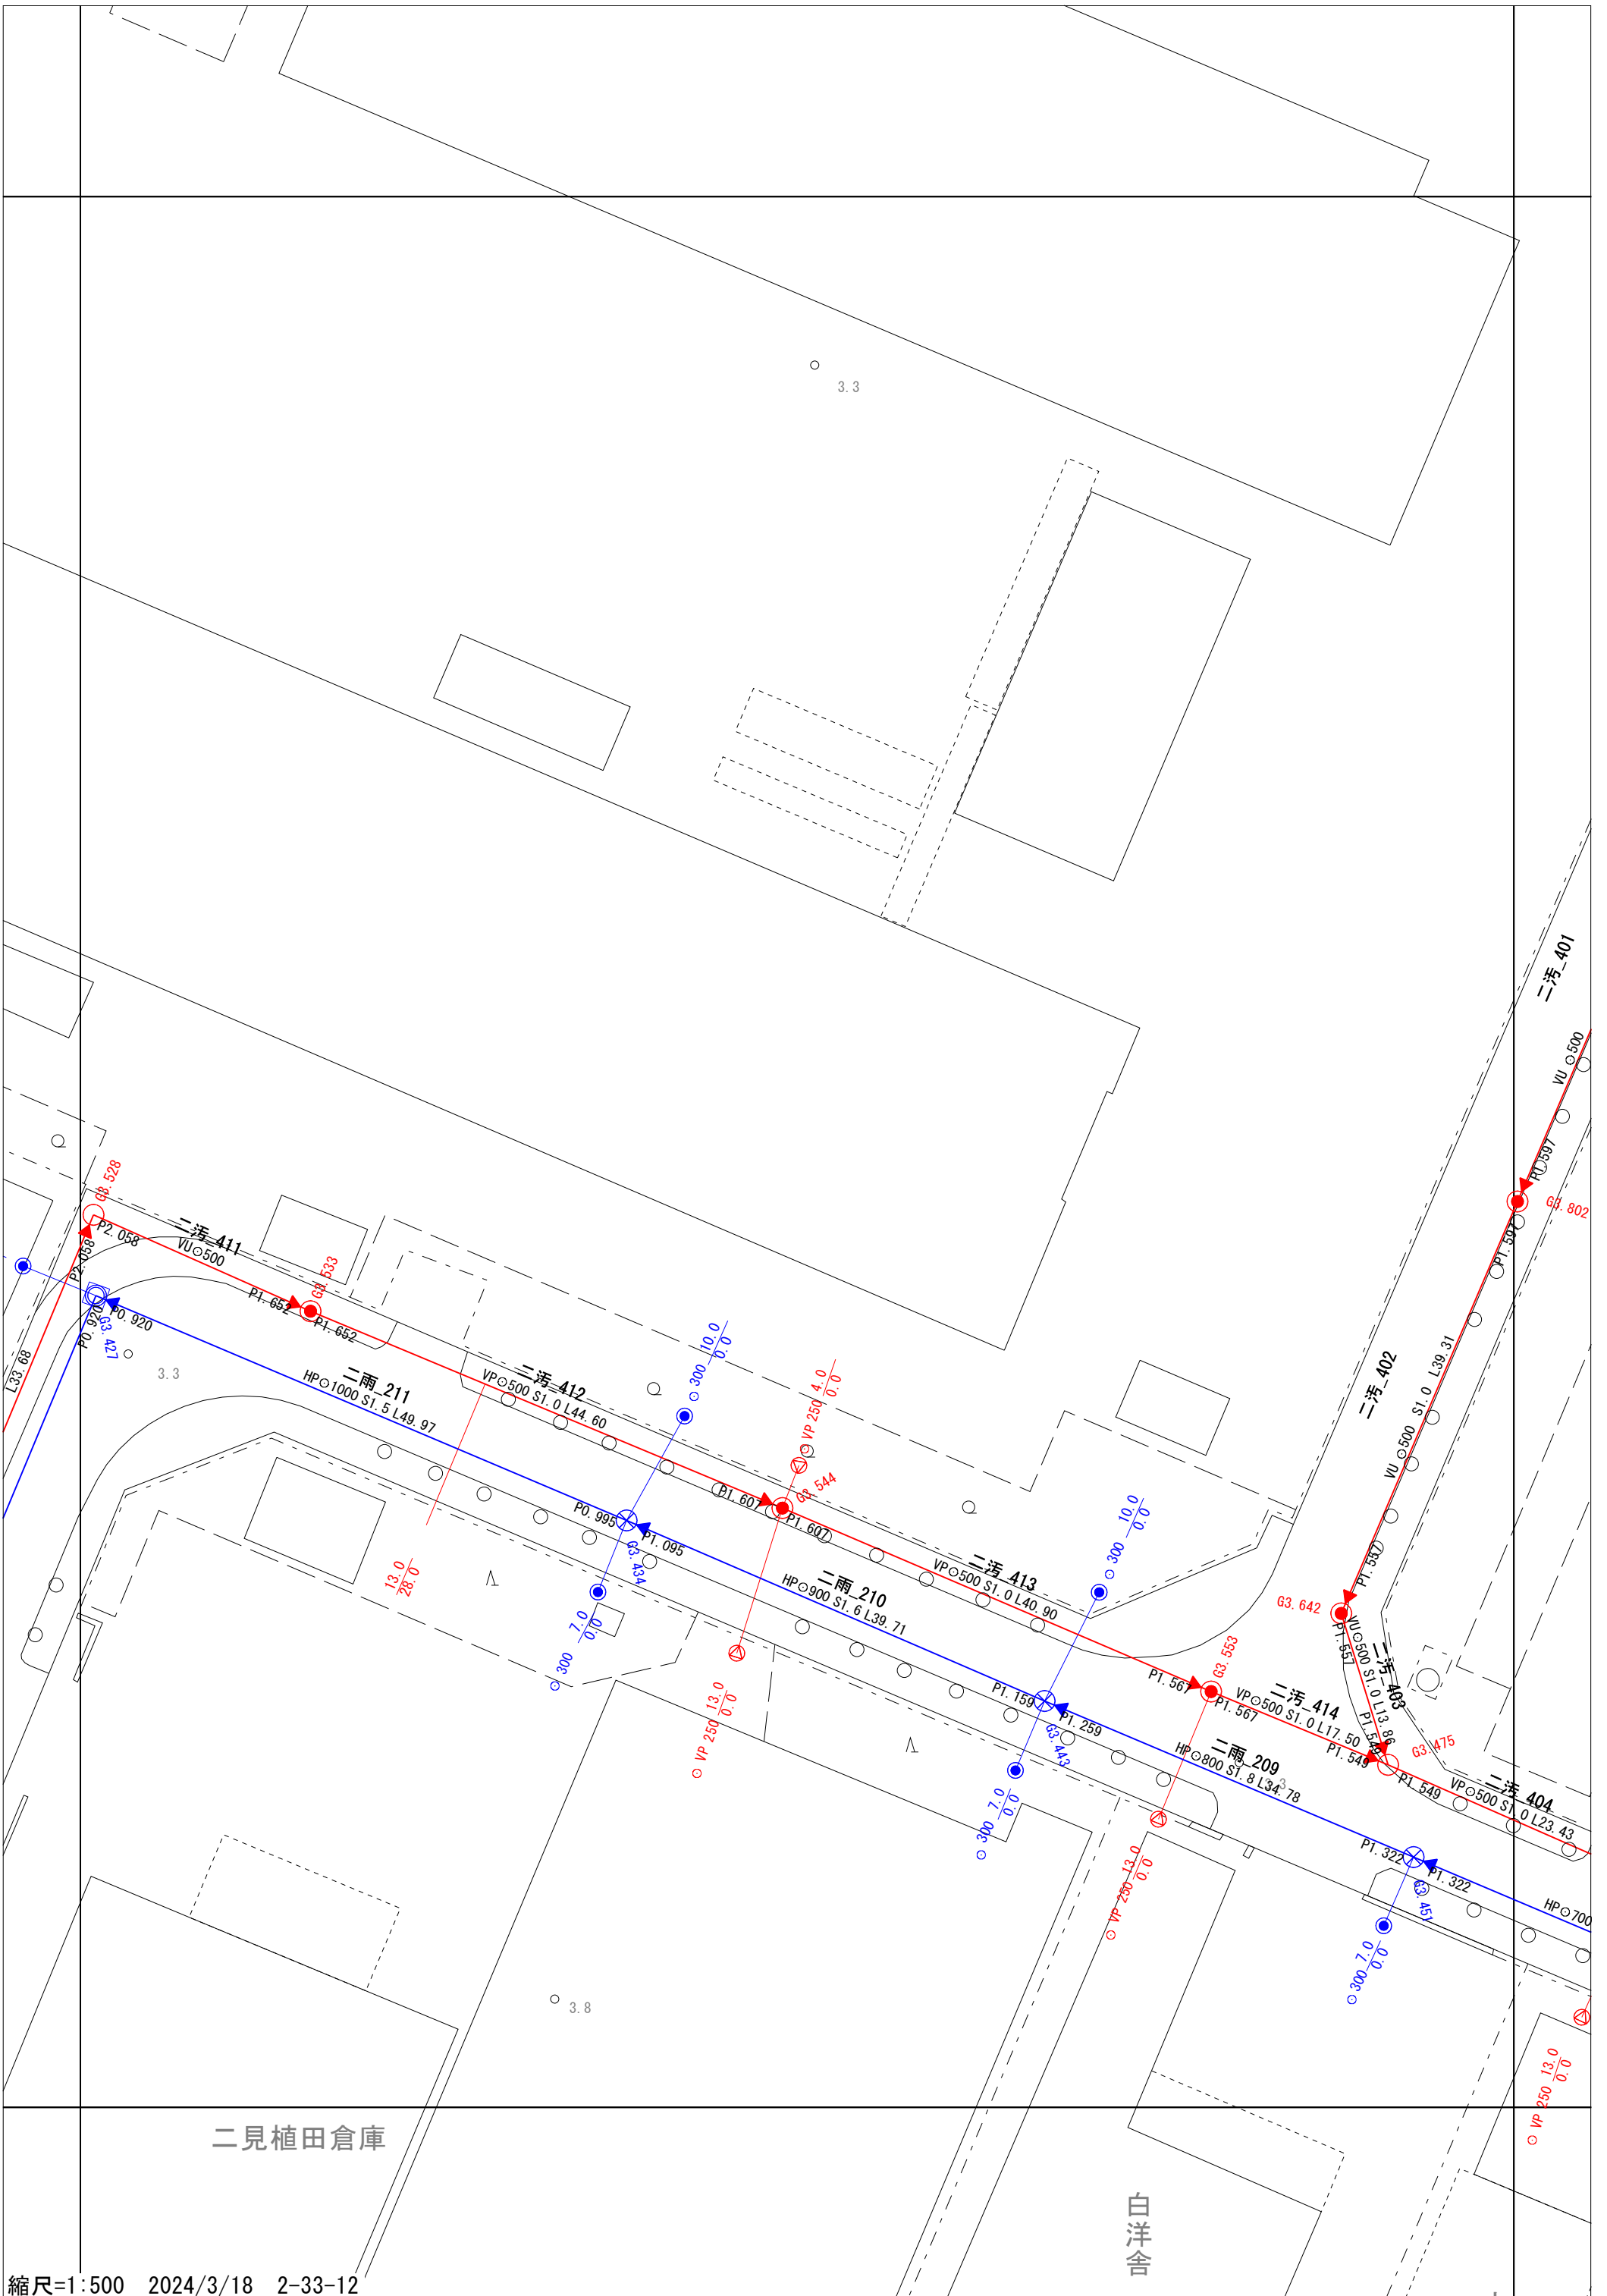 3.3
二汚_401
VU ⊙500
P1.597
G3.802
P1.597
G3.528
P2.058
二汚_411
VU⊙500
P2.058
G3.533
P1.652
P1.652
P0.920
P0.920
G3.427
L33.68
3.3
二雨_211
HP⊙1000 S1.5 L49.97
二汚_412
VP⊙500 S1.0 L44.60
⊙ 300 10.0
0.0
⊙ VP 250 4.0
0.0
G3.544
P1.607
P1.607
二汚_402
VU ⊙500 S1.0 L39.31
P1.557
P0.995
P1.095
G3.434
13.0
28.0
⊙ 300 7.0
0.0
二雨_210
HP⊙900 S1.6 L39.71
二汚_413
VP⊙500 S1.0 L40.90
⊙ 300 10.0
0.0
G3.642
P1.557
VU⊙500 S1.0 L13.86
二汚_403
P1.549
G3.553
P1.567
P1.567
二汚_414
VP⊙500 S1.0 L17.50
P1.549
G3.475
P1.549
二汚_404
VP⊙500 S1.0 L23.43
P1.159
P1.259
G3.443
⊙ VP 250 13.0
0.0
二雨_209
HP⊙800 S1.8 L34.78
3.3
⊙ 300 7.0
0.0
P1.322
P1.322
G3.451
HP⊙700
⊙ VP 250 13.0
0.0
⊙ 300 7.0
0.0
3.8
⊙ VP 250 13.0
0.0
二見植田倉庫
白洋舎
縮尺=1:500 2024/3/18 2-33-12